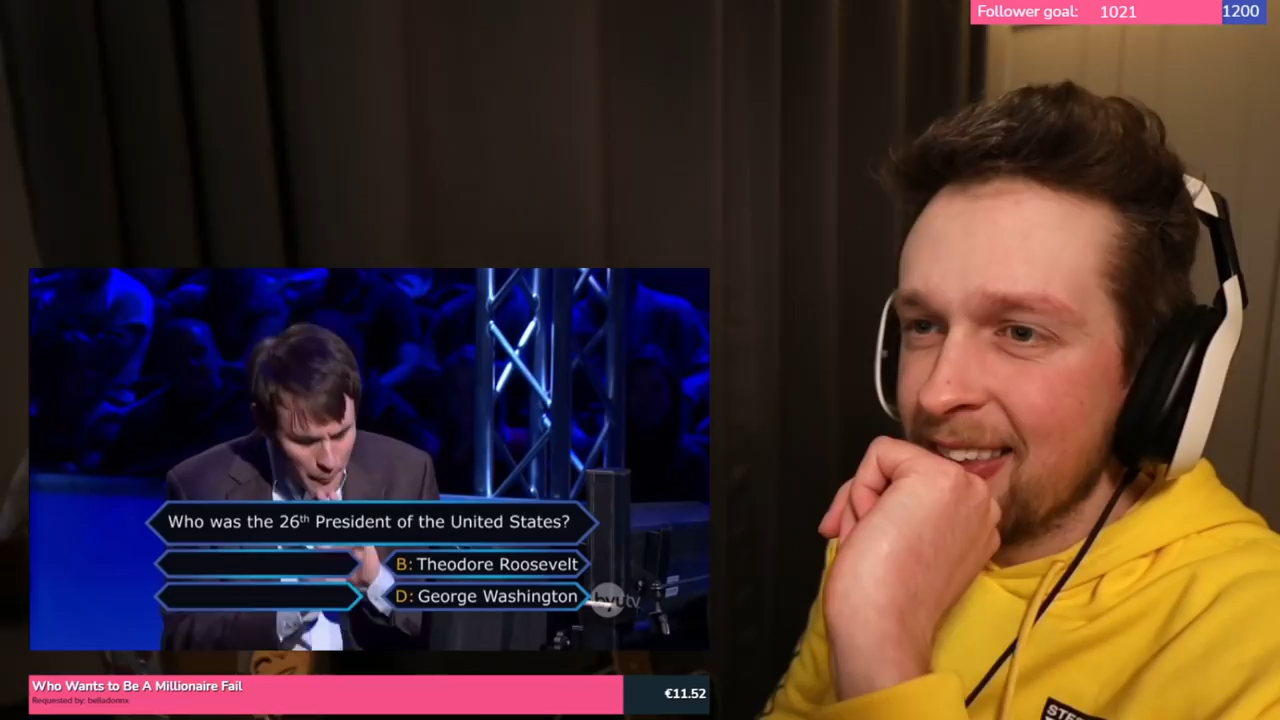 Follower goal: 1021 1200
Who was the 26th President of the United States?
B: Theodore Roosevelt
D: George Washington
byutv
Who Wants to Be A Millionaire Fail
Requested by: belladonnx
€11.52